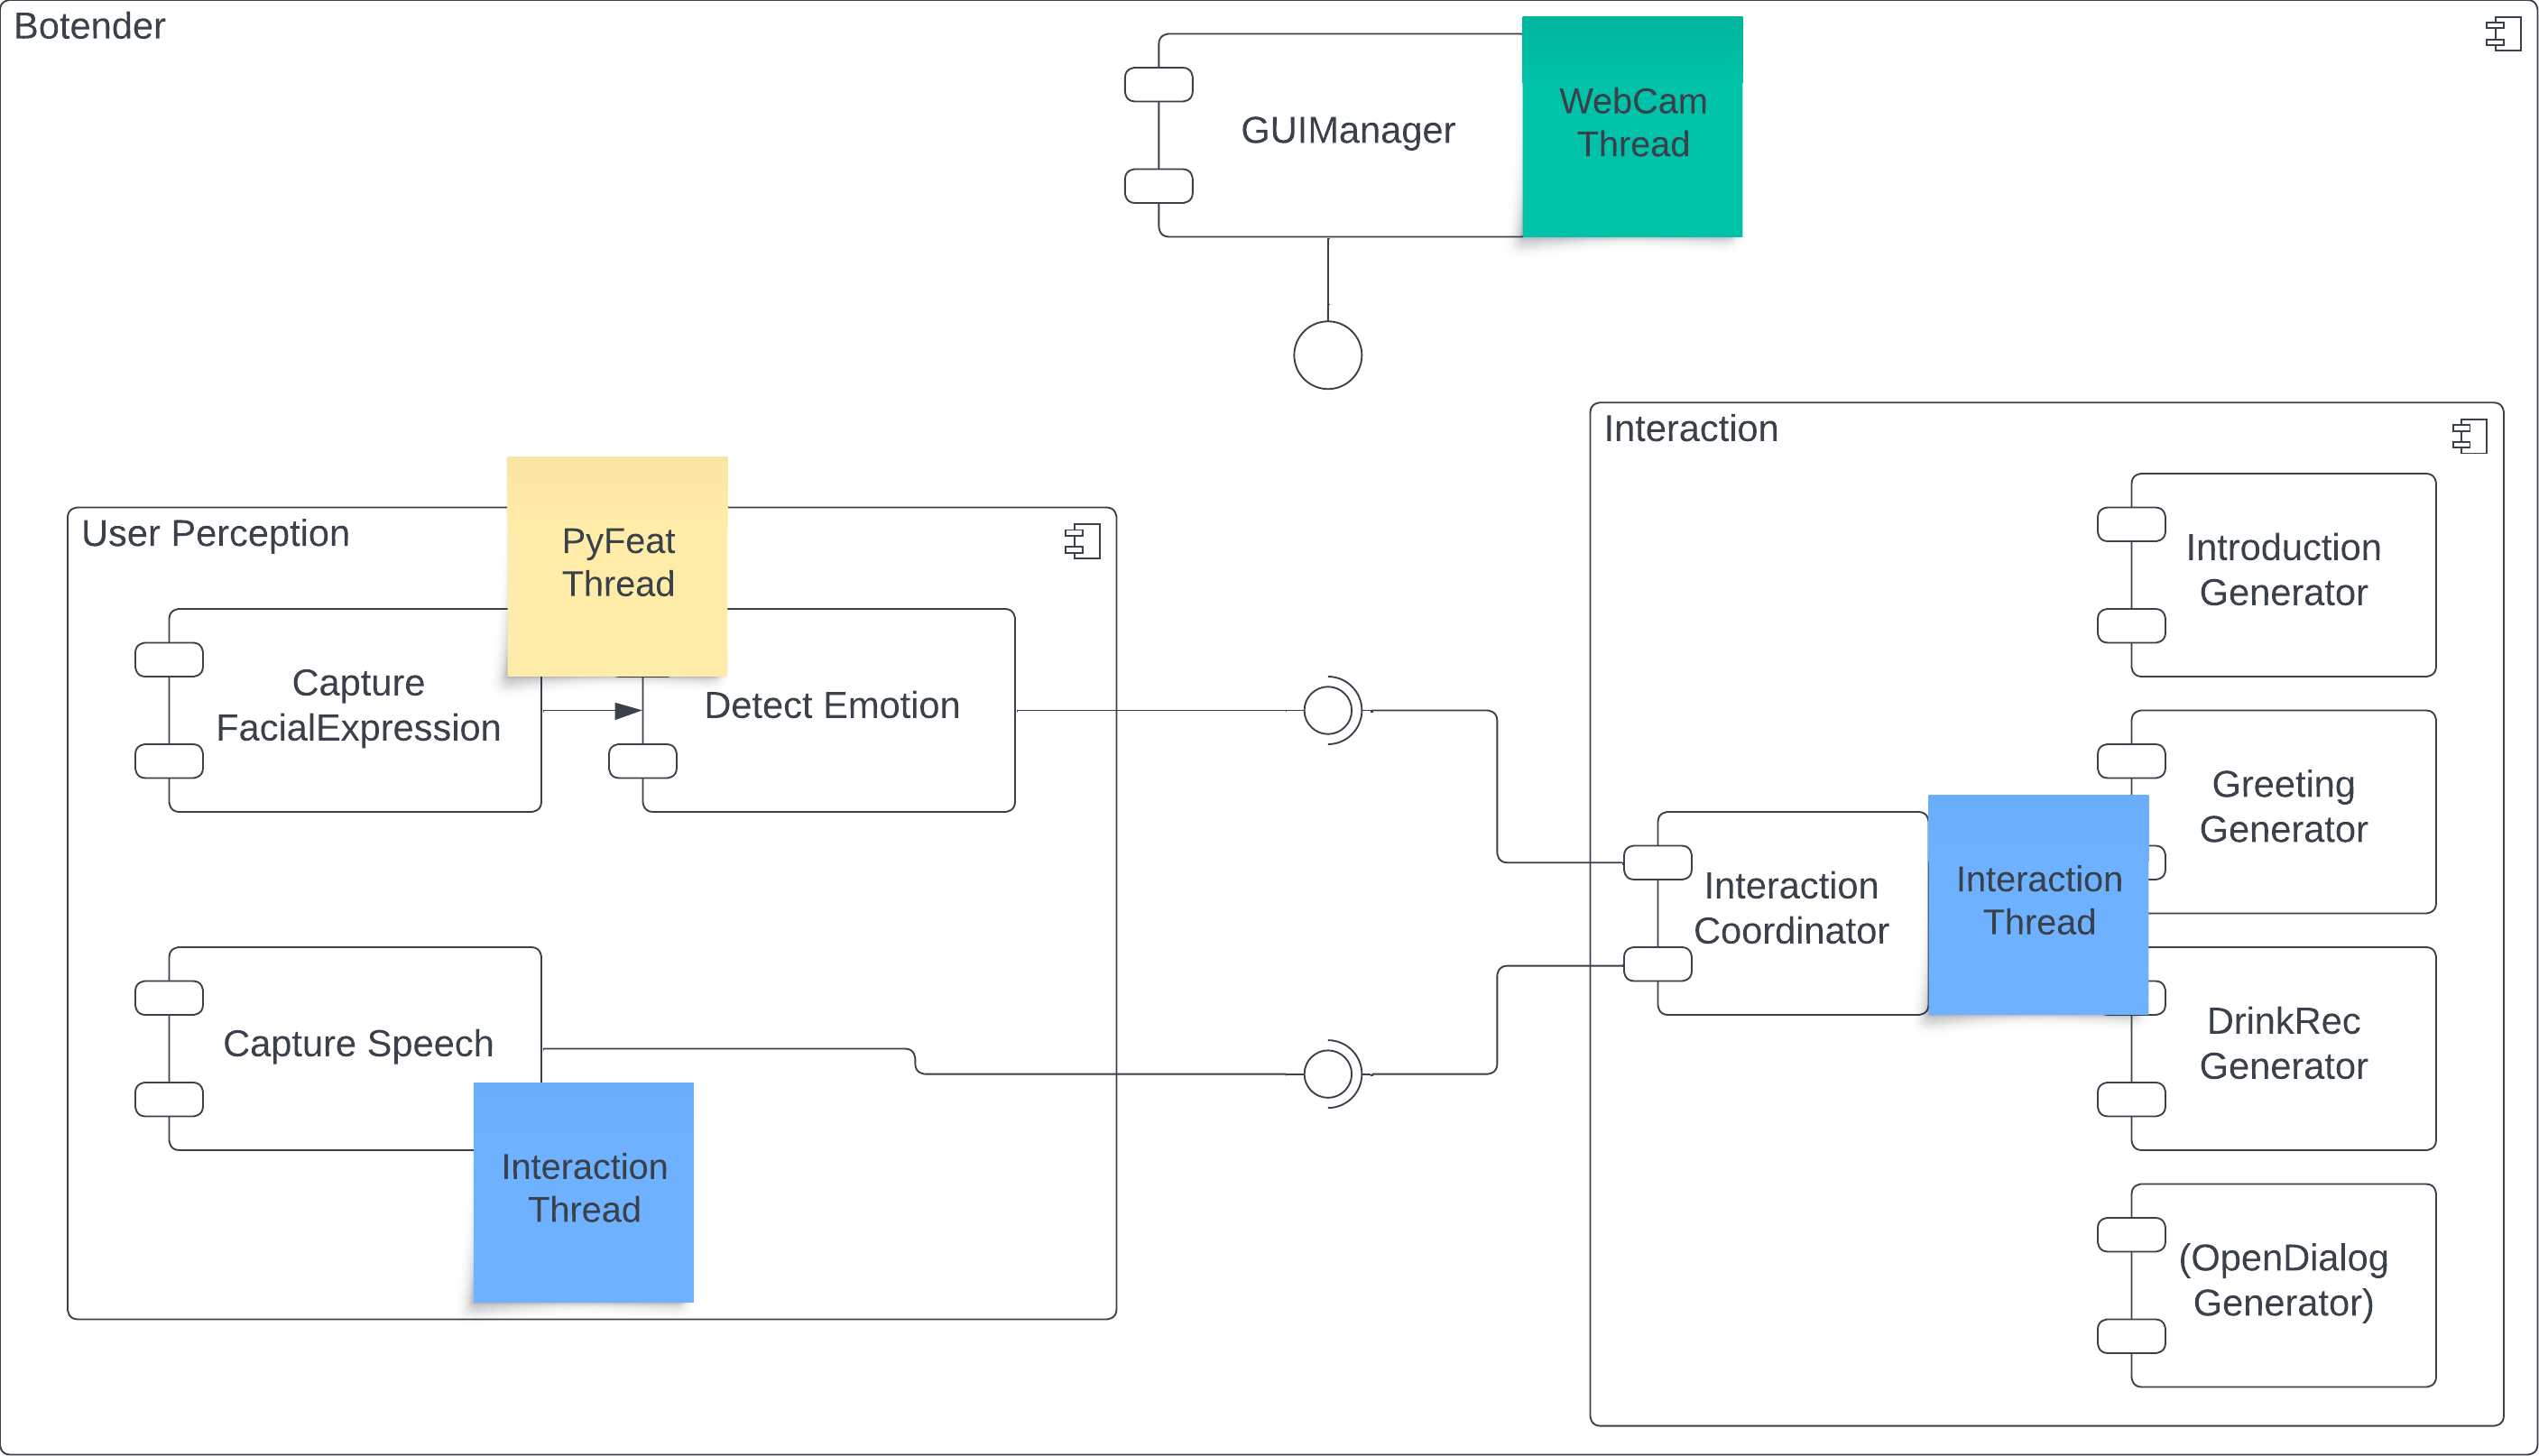 Botender
GUIManager
WebCam
Thread
User Perception
PyFeat
Thread
Capture
FacialExpression
Detect Emotion
Capture Speech
Interaction
Thread
Interaction
Interaction
Coordinator
Interaction
Thread
Introduction
Generator
Greeting
Generator
DrinkRec
Generator
(OpenDialog
Generator)